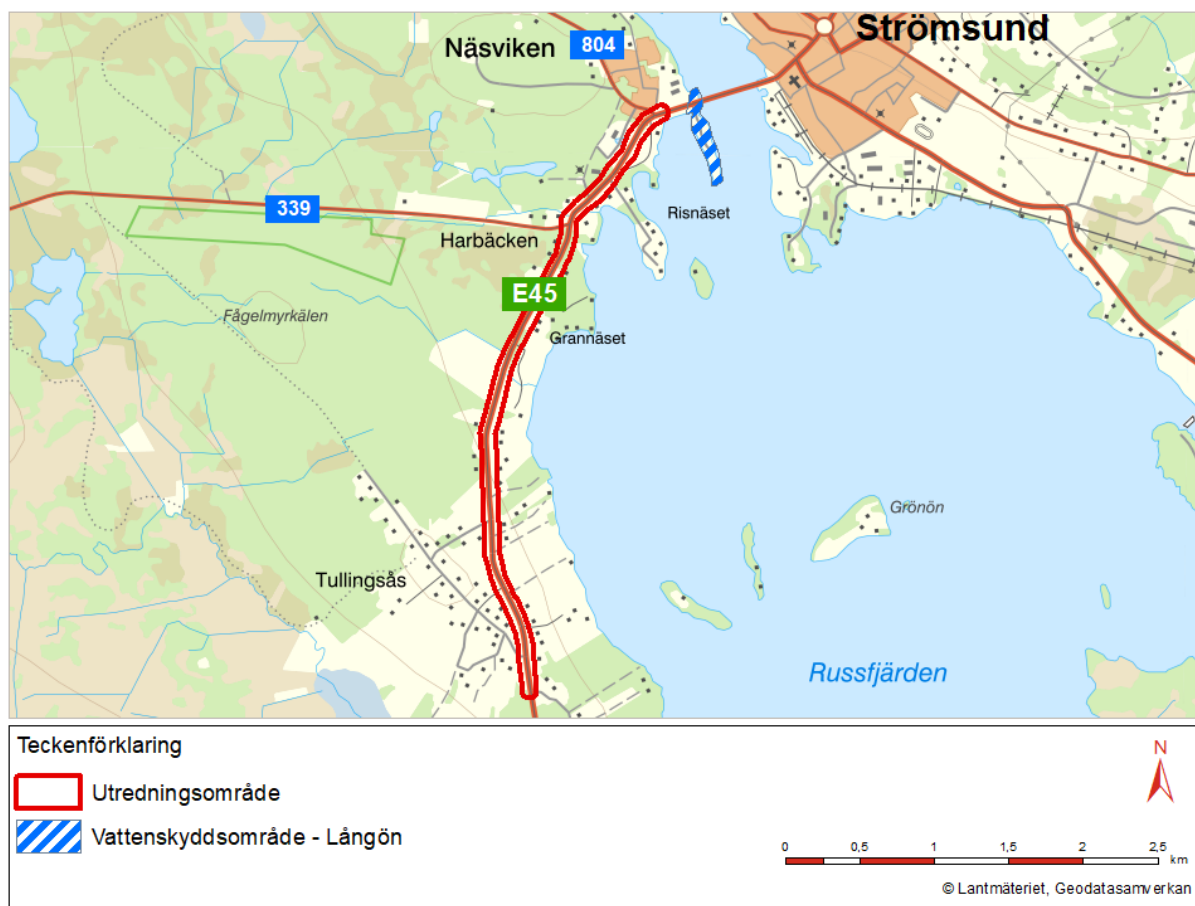 Strömsund
Näsviken
804
339
Risnäset
Harbäcken
E45
Fågelmyrkälen
Grannäset
Grönön
Tullingsås
Russfjärden
Teckenförklaring
Utredningsområde
Vattenskyddsområde - Långön
N
0 0,5 1 1,5 2 2,5
km
© Lantmäteriet, Geodatasamverkan